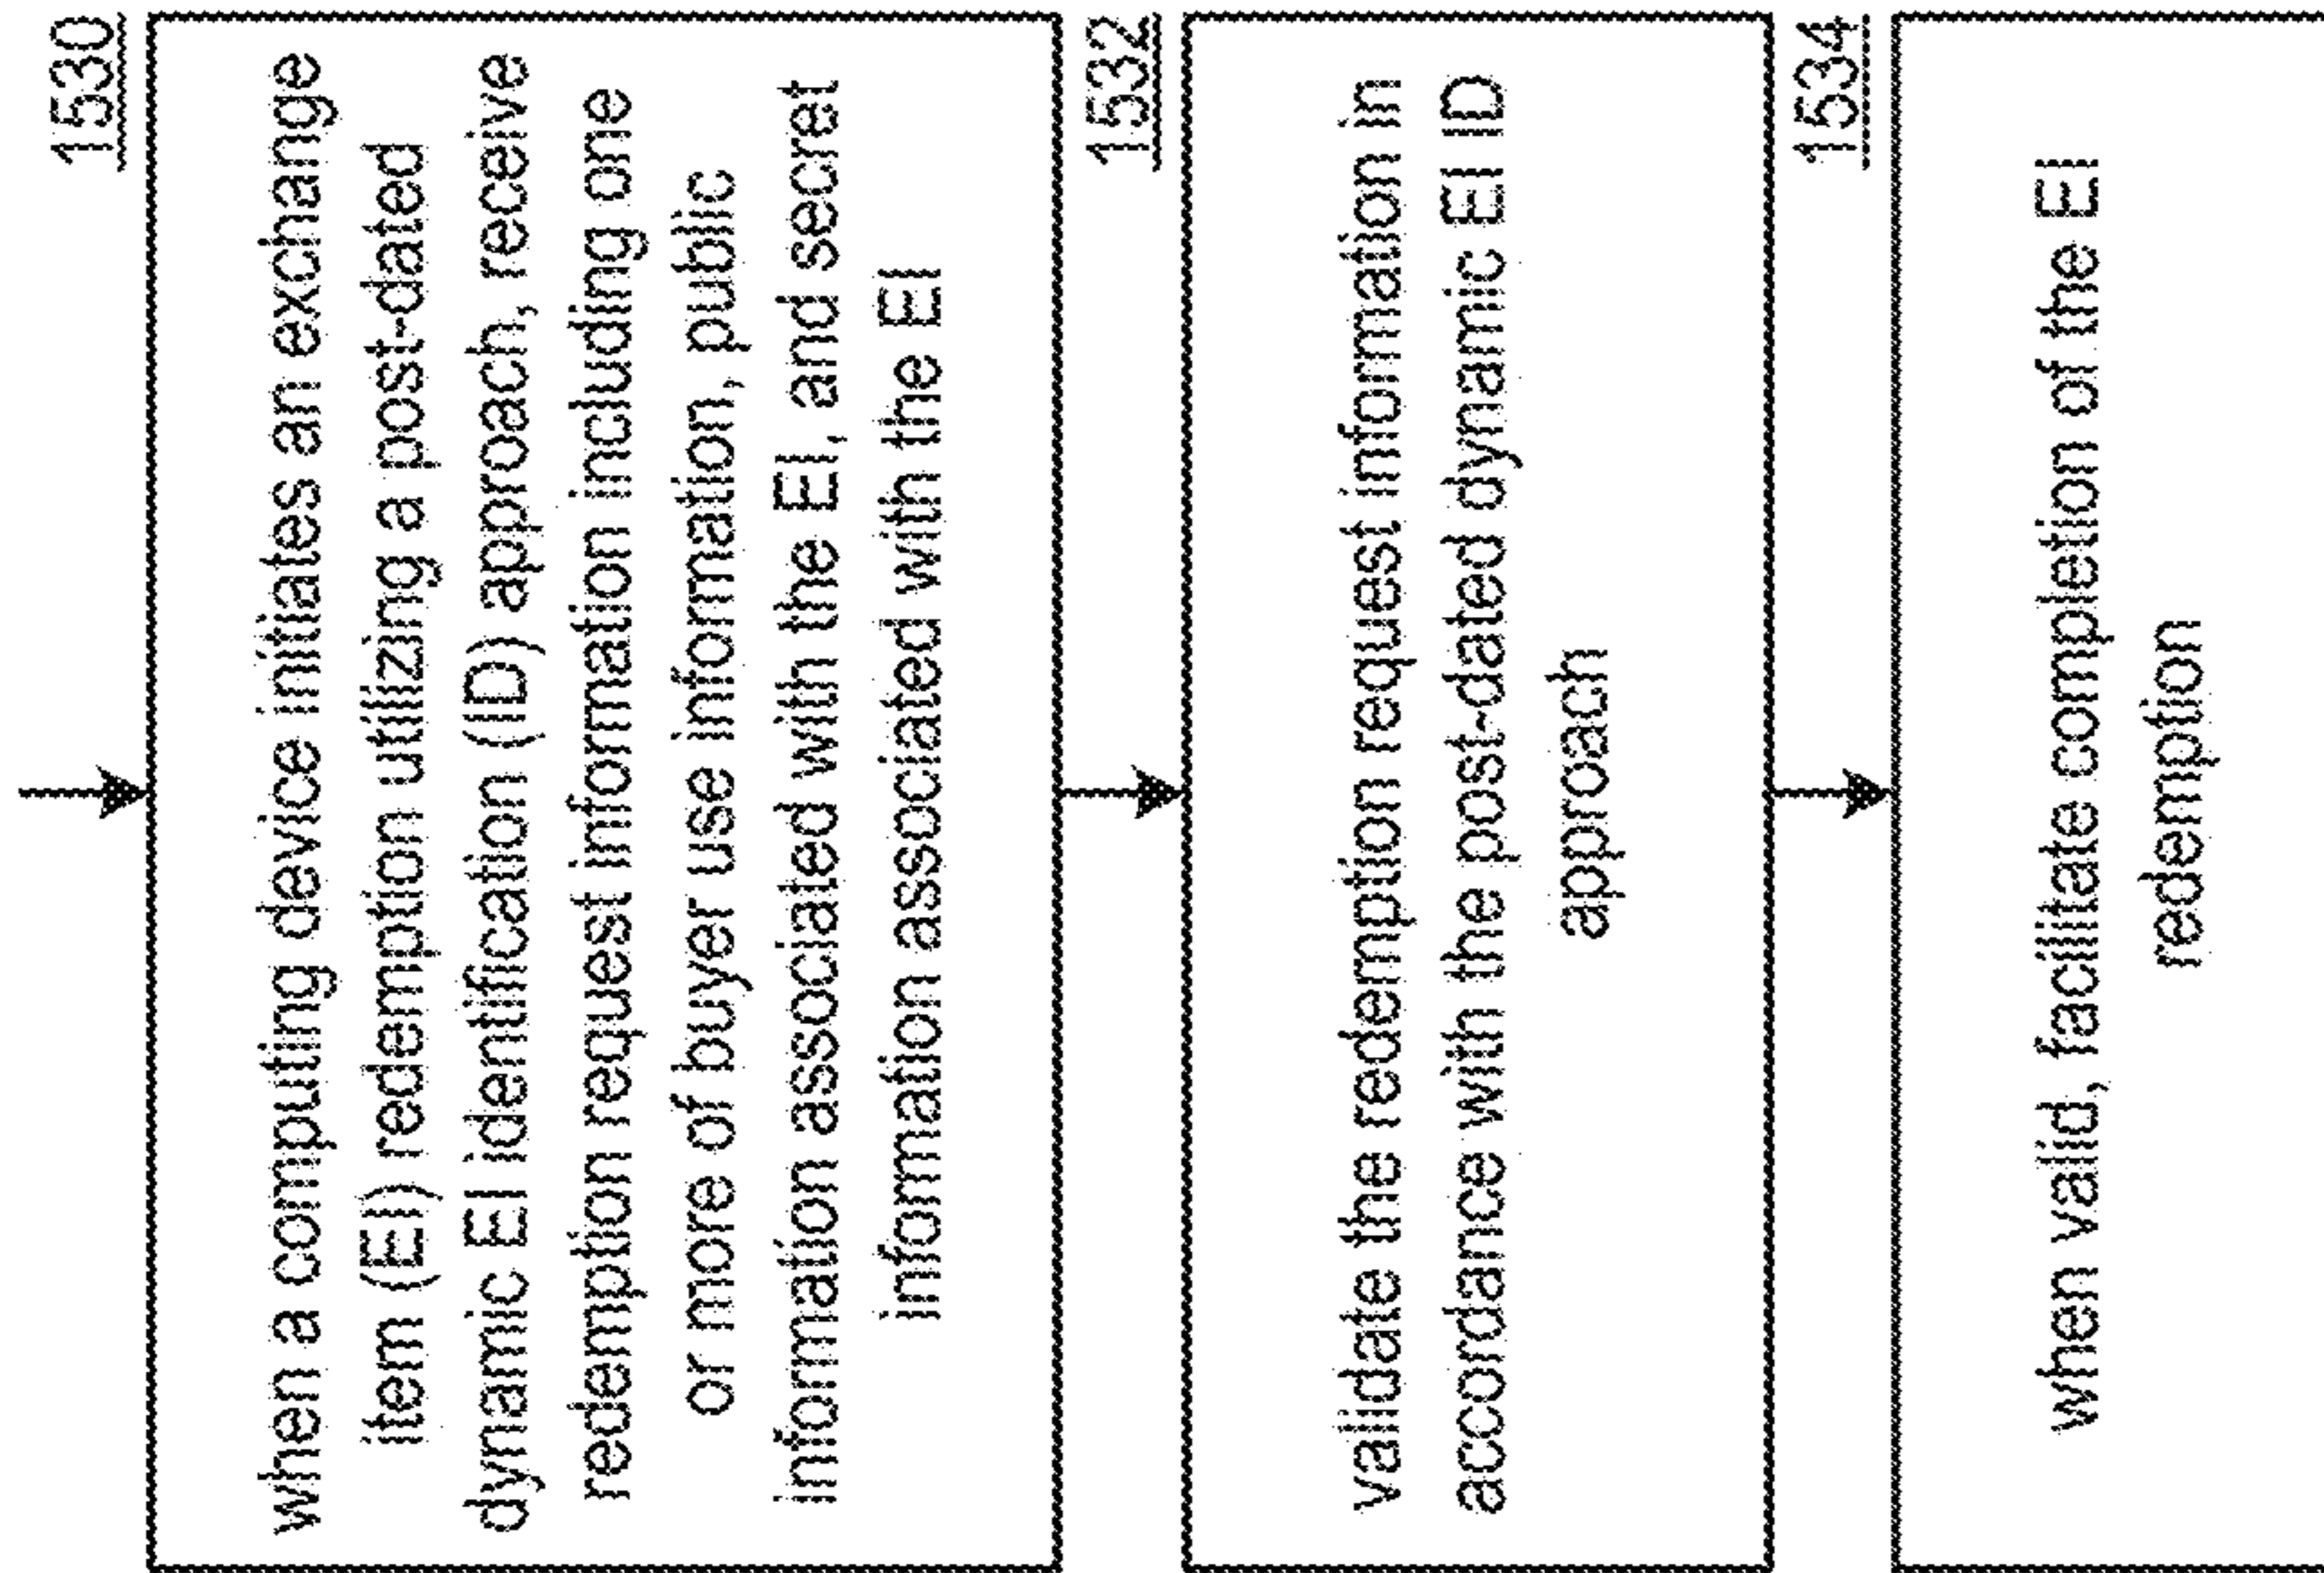 1530
when a computing device initiates an exchange
item (EI) redemption utilizing a post-dated
dynamic EI identification (ID) approach, receive
redemption request information including one
or more of buyer use information, public
information associated with the EI, and secret
information associated with the EI
1532
validate the redemption request information in
accordance with the post-dated dynamic EI ID
approach
1534
when valid, facilitate completion of the EI
redemption